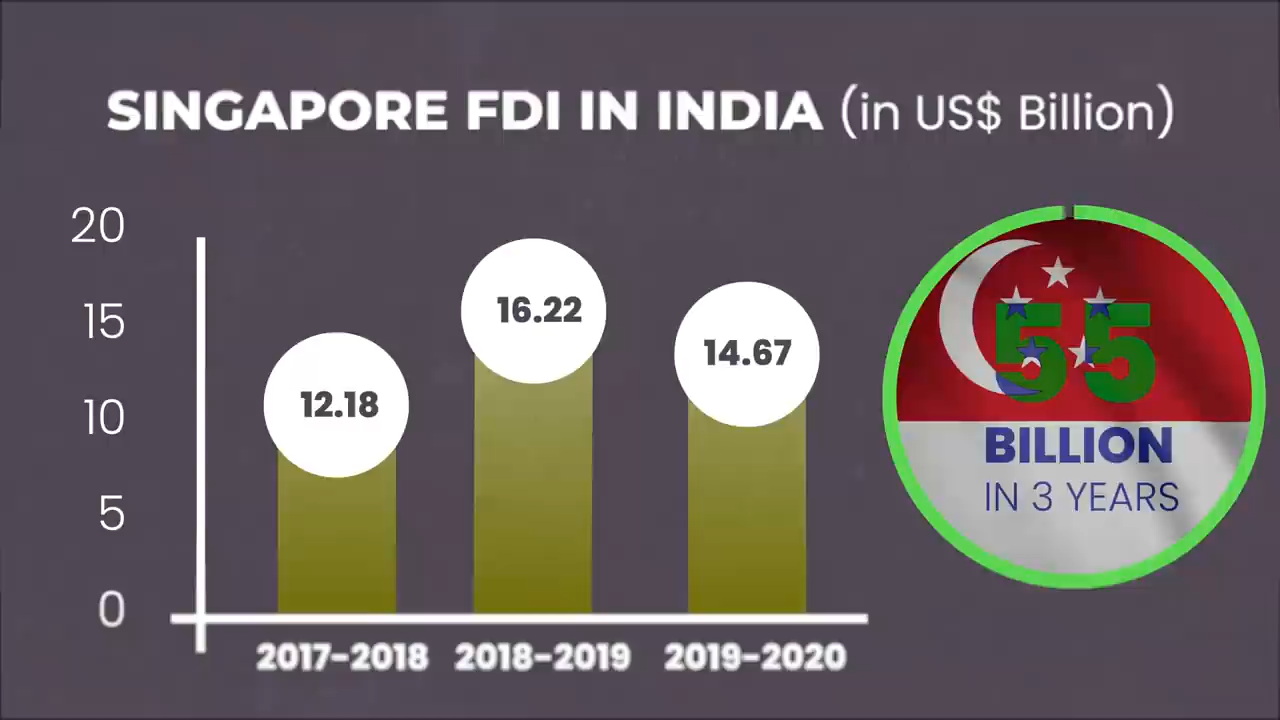 SINGAPORE FDI IN INDIA (in US$ Billion)
20
15
10
5
0
12.18
16.22
14.67
2017-2018 2018-2019 2019-2020
55
BILLION
IN 3 YEARS